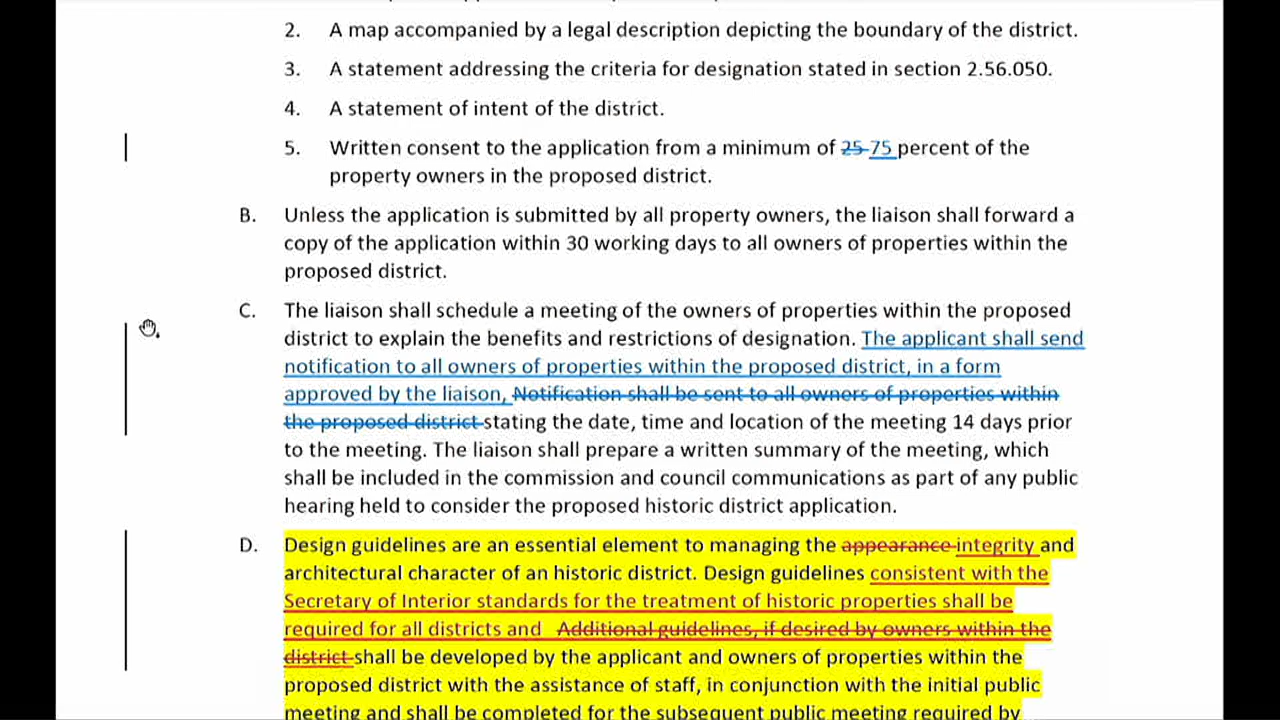 2. A map accompanied by a legal description depicting the boundary of the district.
3. A statement addressing the criteria for designation stated in section 2.56.050.
4. A statement of intent of the district.
5. Written consent to the application from a minimum of 25 75 percent of the
property owners in the proposed district.
B. Unless the application is submitted by all property owners, the liaison shall forward a
copy of the application within 30 working days to all owners of properties within the
proposed district.
C. The liaison shall schedule a meeting of the owners of properties within the proposed
district to explain the benefits and restrictions of designation. The applicant shall send
notification to all owners of properties within the proposed district, in a form
approved by the liaison, Notification shall be sent to all owners of properties within
the proposed district stating the date, time and location of the meeting 14 days prior
to the meeting. The liaison shall prepare a written summary of the meeting, which
shall be included in the commission and council communications as part of any public
hearing held to consider the proposed historic district application.
D. Design guidelines are an essential element to managing the appearance integrity and
architectural character of an historic district. Design guidelines consistent with the
Secretary of Interior standards for the treatment of historic properties shall be
required for all districts and Additional guidelines, if desired by owners within the
district shall be developed by the applicant and owners of properties within the
proposed district with the assistance of staff, in conjunction with the initial public
meeting and shall be completed for the subsequent public meeting required by